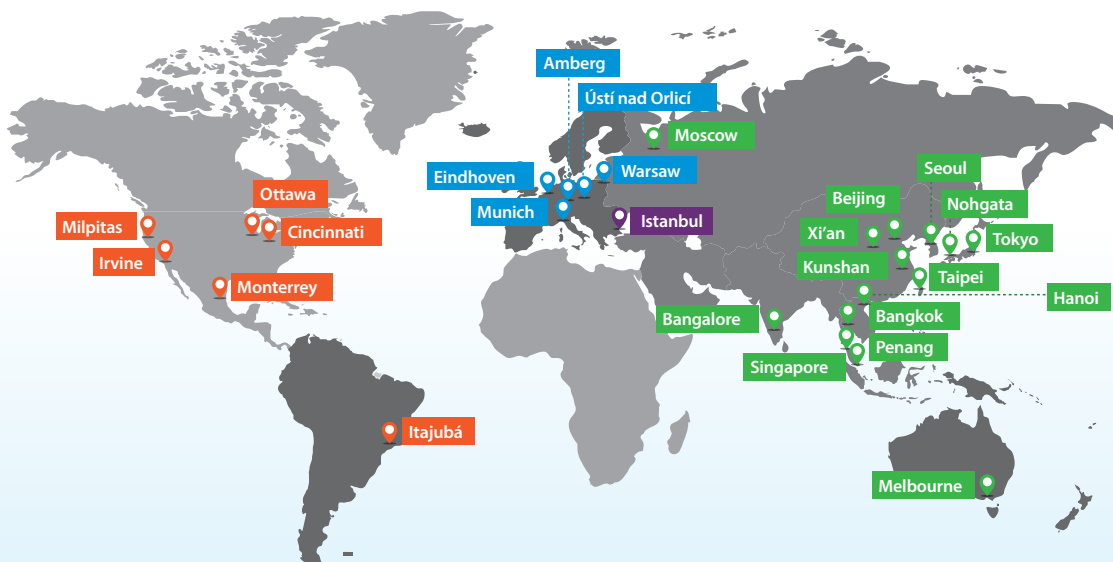 Amberg
Ústí nad Orlicí
Moscow
Eindhoven
Warsaw
Munich
Istanbul
Ottawa
Milpitas
Cincinnati
Irvine
Monterrey
Itajubá
Seoul
Beijing
Nohgata
Xi’an
Tokyo
Kunshan
Taipei
Hanoi
Bangalore
Bangkok
Penang
Singapore
Melbourne